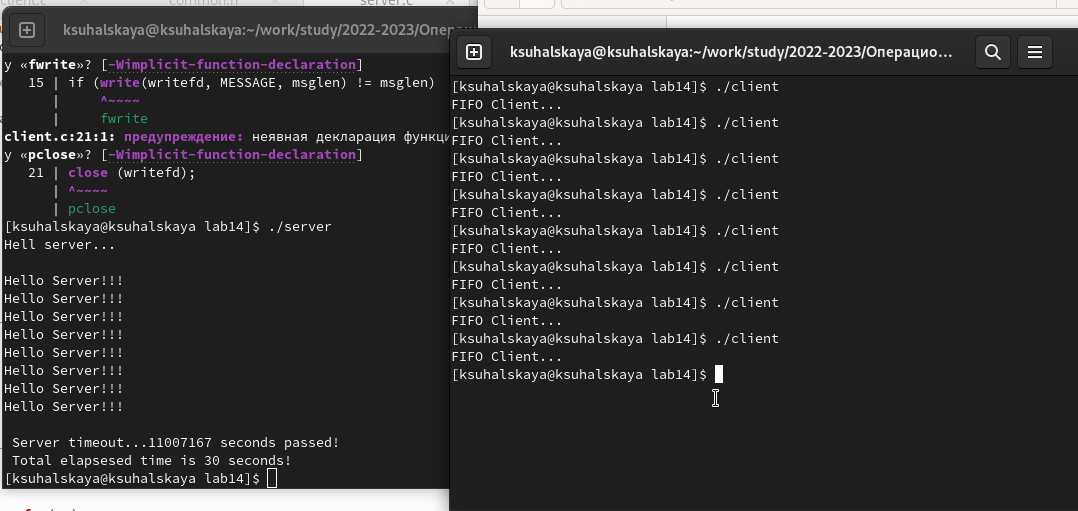 client.c
common.h
server.c
ksuhalskaya@ksuhalskaya:~/work/study/2022-2023/Опера
у «fwrite»? [-Wimplicit-function-declaration]
15 | if (write(writefd, MESSAGE, msglen) != msglen)
| ^~~~~
| fwrite
client.c:21:1: предупреждение: неявная декларация функци
у «pclose»? [-Wimplicit-function-declaration]
21 | close (writefd);
| ^~~~~
| pclose
[ksuhalskaya@ksuhalskaya lab14]$ ./server
Hell server...
Hello Server!!!
Hello Server!!!
Hello Server!!!
Hello Server!!!
Hello Server!!!
Hello Server!!!
Hello Server!!!
Hello Server!!!
Server timeout...11007167 seconds passed!
Total elapsesed time is 30 seconds!
[ksuhalskaya@ksuhalskaya lab14]$
ksuhalskaya@ksuhalskaya:~/work/study/2022-2023/Операцио...
[ksuhalskaya@ksuhalskaya lab14]$ ./client
FIFO Client...
[ksuhalskaya@ksuhalskaya lab14]$ ./client
FIFO Client...
[ksuhalskaya@ksuhalskaya lab14]$ ./client
FIFO Client...
[ksuhalskaya@ksuhalskaya lab14]$ ./client
FIFO Client...
[ksuhalskaya@ksuhalskaya lab14]$ ./client
FIFO Client...
[ksuhalskaya@ksuhalskaya lab14]$ ./client
FIFO Client...
[ksuhalskaya@ksuhalskaya lab14]$ ./client
FIFO Client...
[ksuhalskaya@ksuhalskaya lab14]$ ./client
FIFO Client...
[ksuhalskaya@ksuhalskaya lab14]$